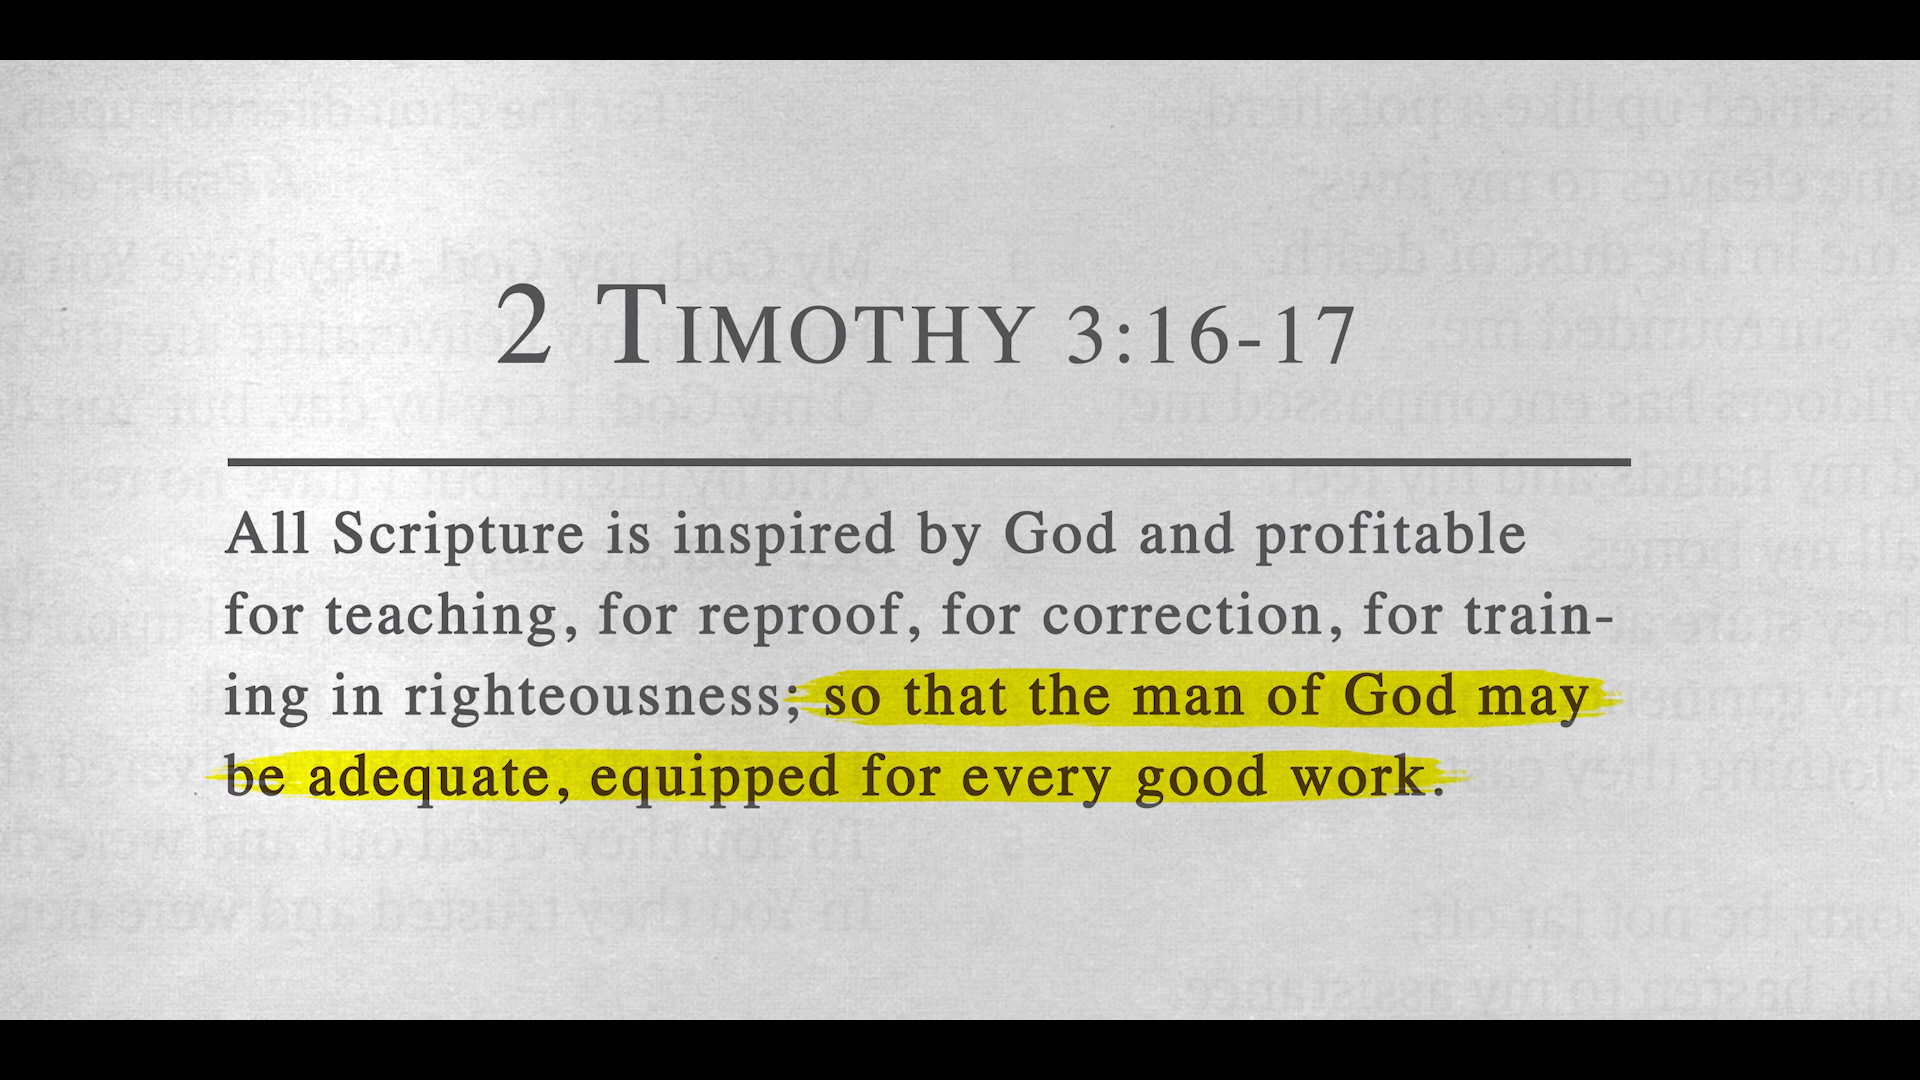 2 Timothy 3:16-17
All Scripture is inspired by God and profitable
for teaching, for reproof, for correction, for train-
ing in righteousness; so that the man of God may
be adequate, equipped for every good work.